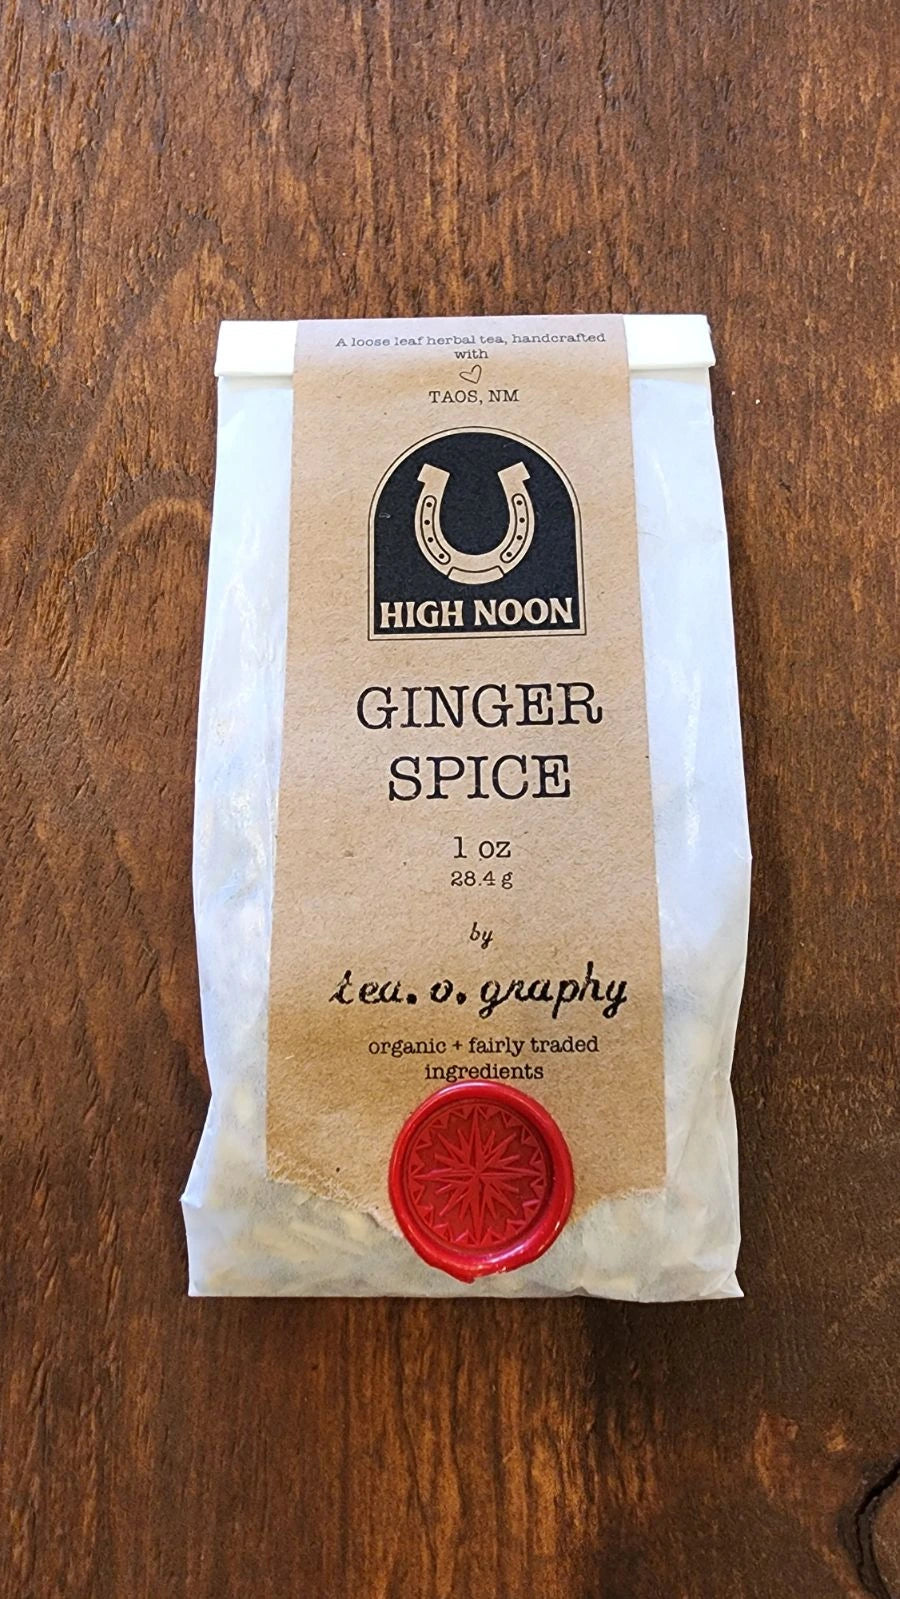 A loose leaf herbal tea, handcrafted
with
TAOS, NM
HIGH NOON
GINGER
SPICE
1 oz
28.4 g
by
tea. o. graphy
organic + fairly traded
ingredients